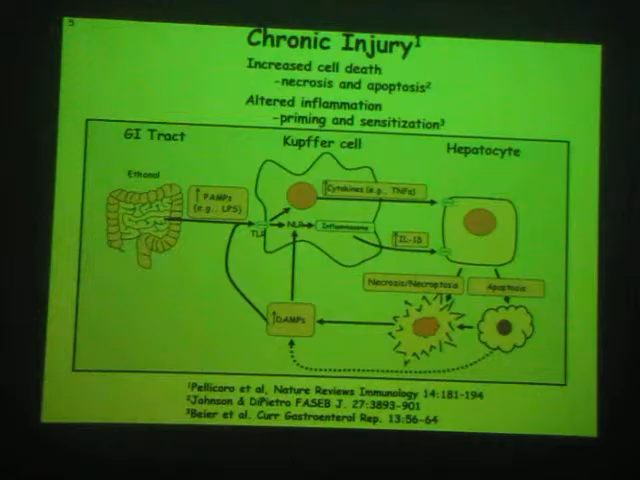 5
Chronic Injury¹
Increased cell death
-necrosis and apoptosis²
Altered inflammation
-priming and sensitization³
GI Tract
Kupffer cell
Hepatocyte
Ethanol
↑PAMPs
(e.g., LPS)
↑Cytokines (e.g., TNFα)
TLR
NLR
Inflammasome
↑IL-1β
Necrosis/Necroptosis
Apoptosis
↑DAMPs
¹Pellicoro et al, Nature Reviews Immunology 14:181-194
²Johnson & DiPietro FASEB J. 27:3893-901
³Beier et al. Curr Gastroenterol Rep. 13:56-64